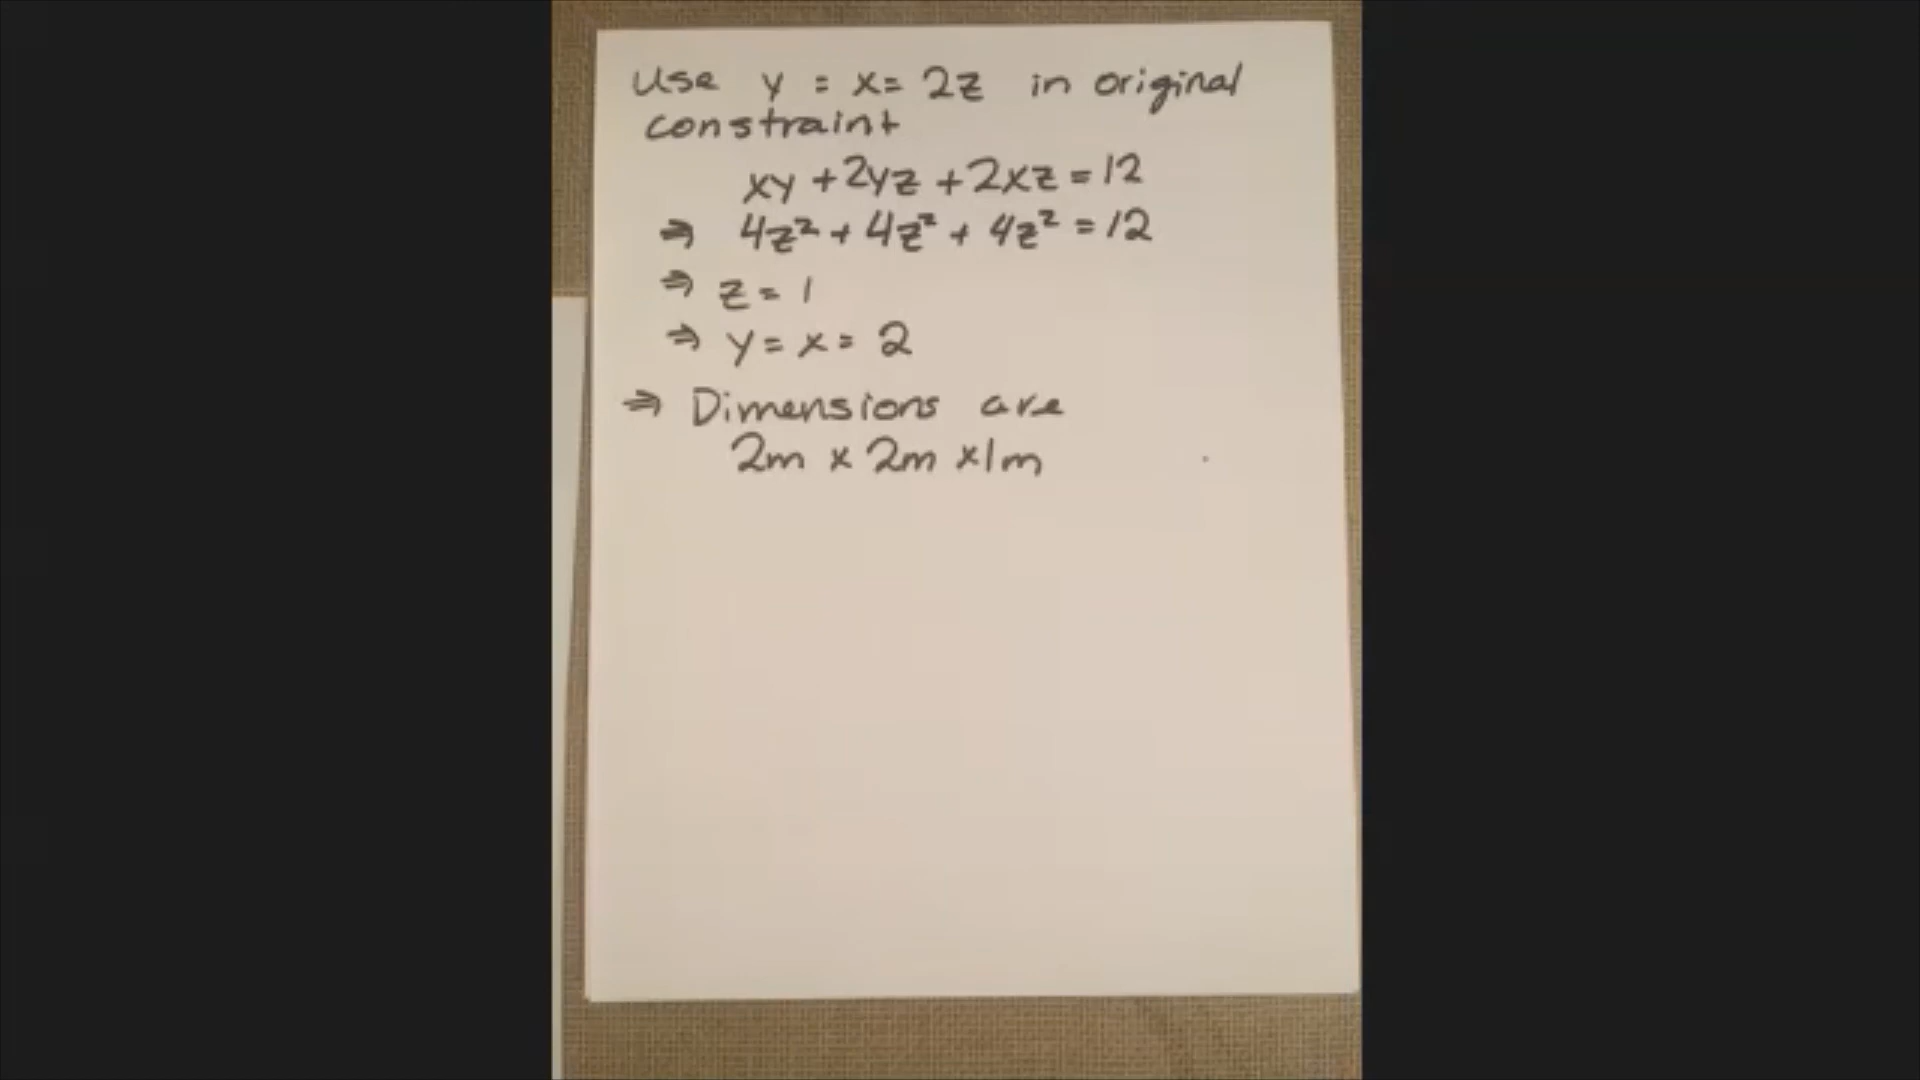 Use y = x = 2z in original
constraint
xy + 2yz + 2xz = 12
⇒ 4z² + 4z² + 4z² = 12
⇒ z = 1
⇒ y = x = 2
⇒ Dimensions are
2m x 2m x 1m